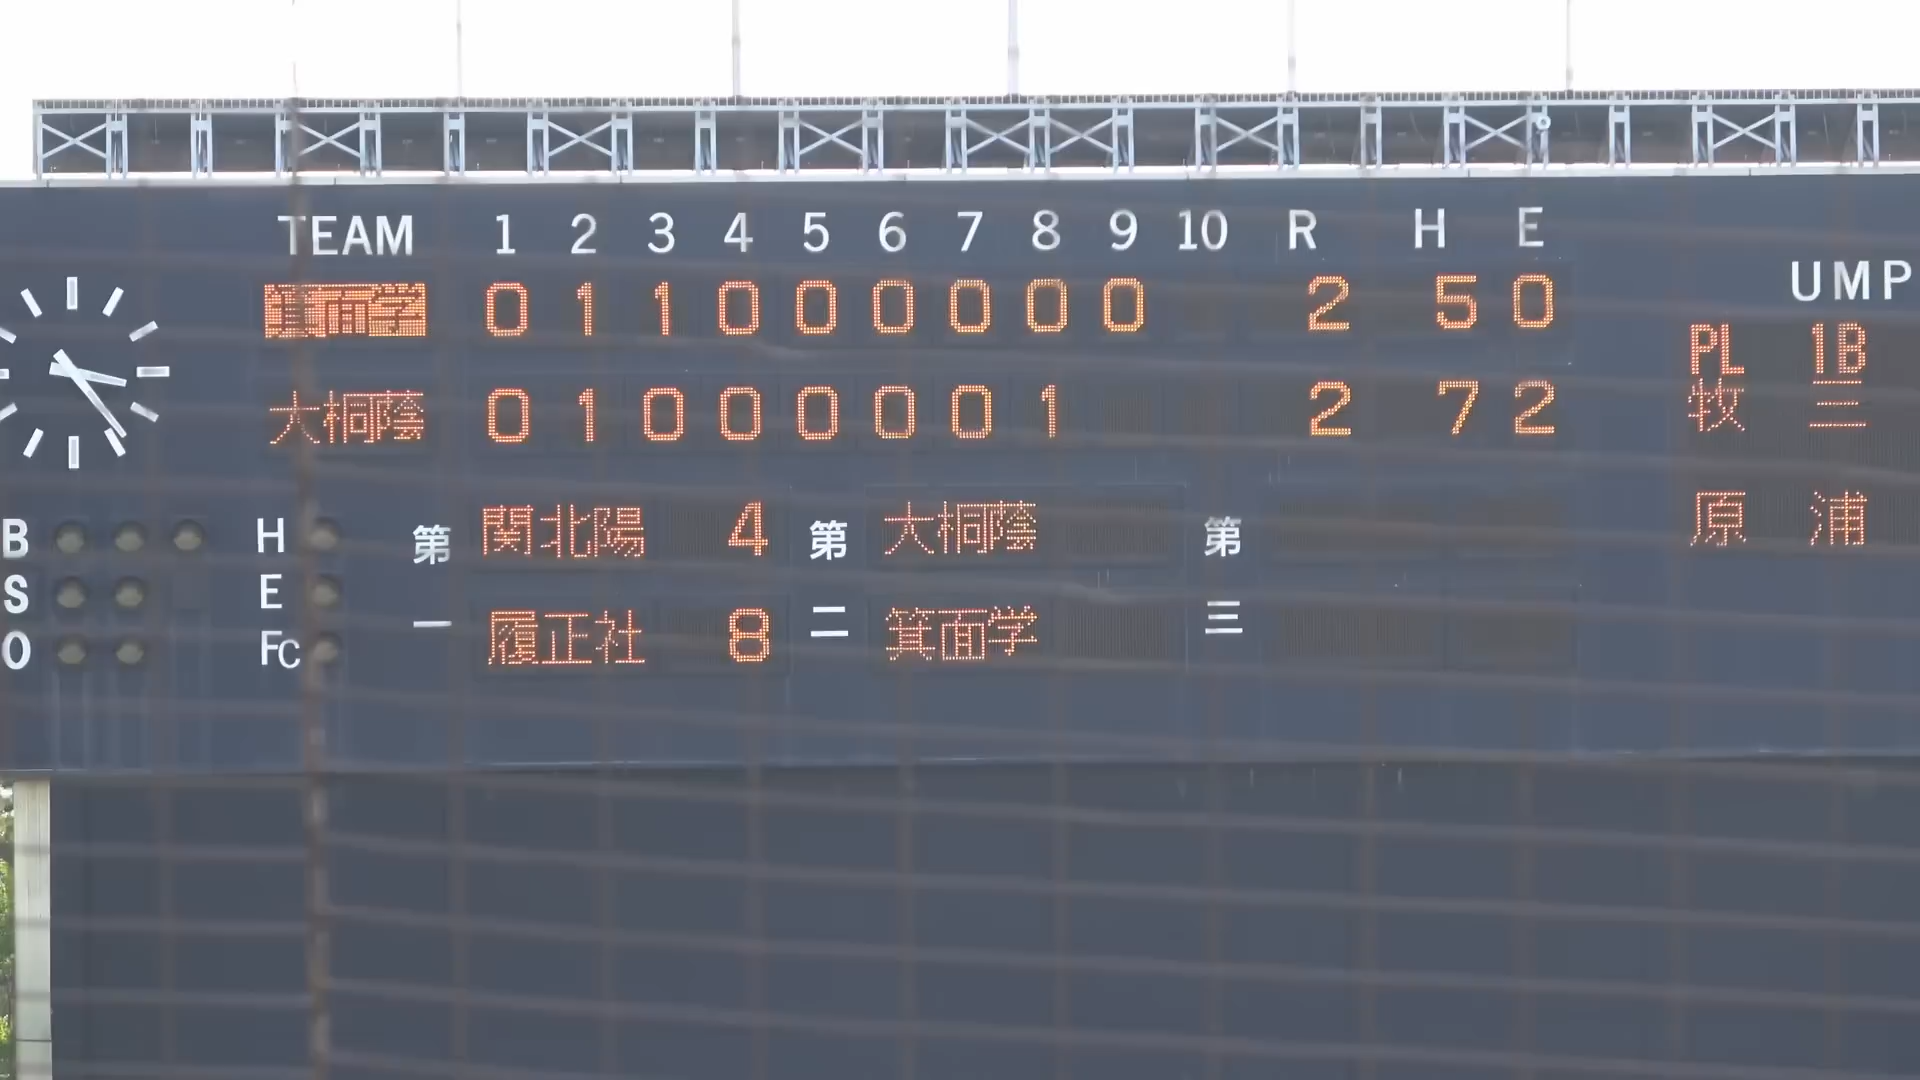 TEAM 1 2 3 4 5 6 7 8 9 10 R H E
UMP
箕面学 0 1 1 0 0 0 0 0 0 2 5 0
PL 1B
大桐蔭 0 1 0 0 0 0 0 1 2 7 2
牧 三
原 浦
B H 第一 関北陽 4 第二 大桐蔭 第三
S E
O Fc 履正社 8 箕面学